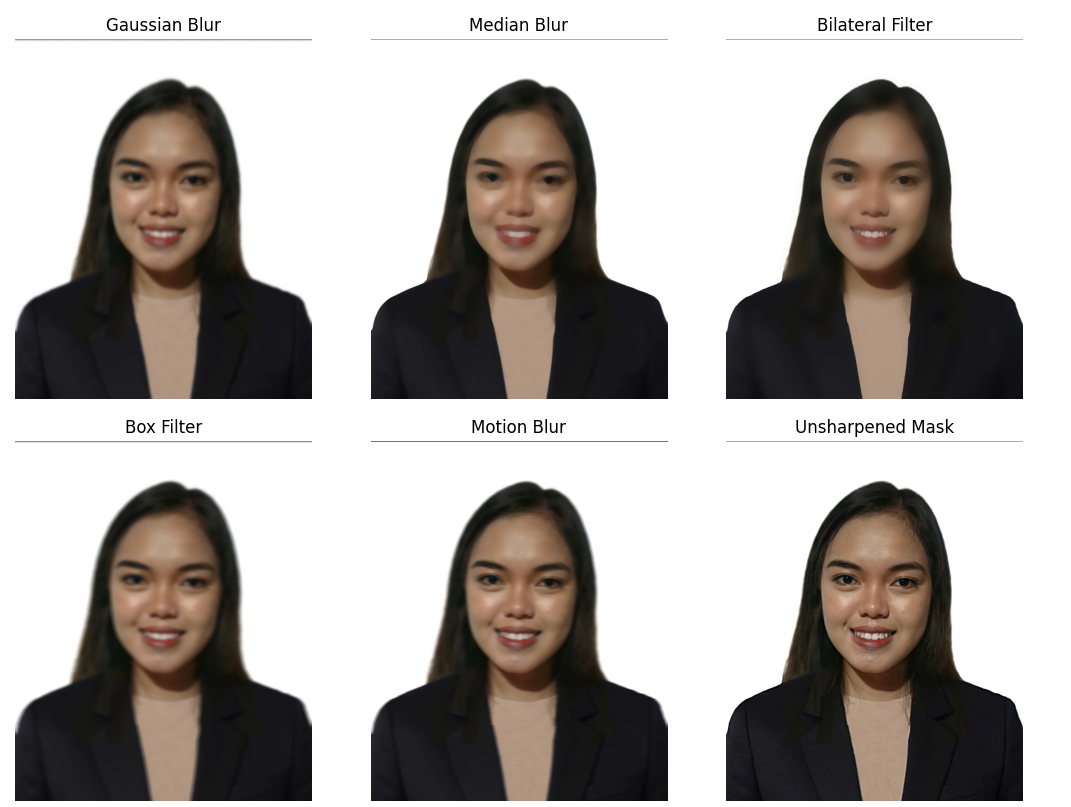 Gaussian Blur
Median Blur
Bilateral Filter
Box Filter
Motion Blur
Unsharpened Mask